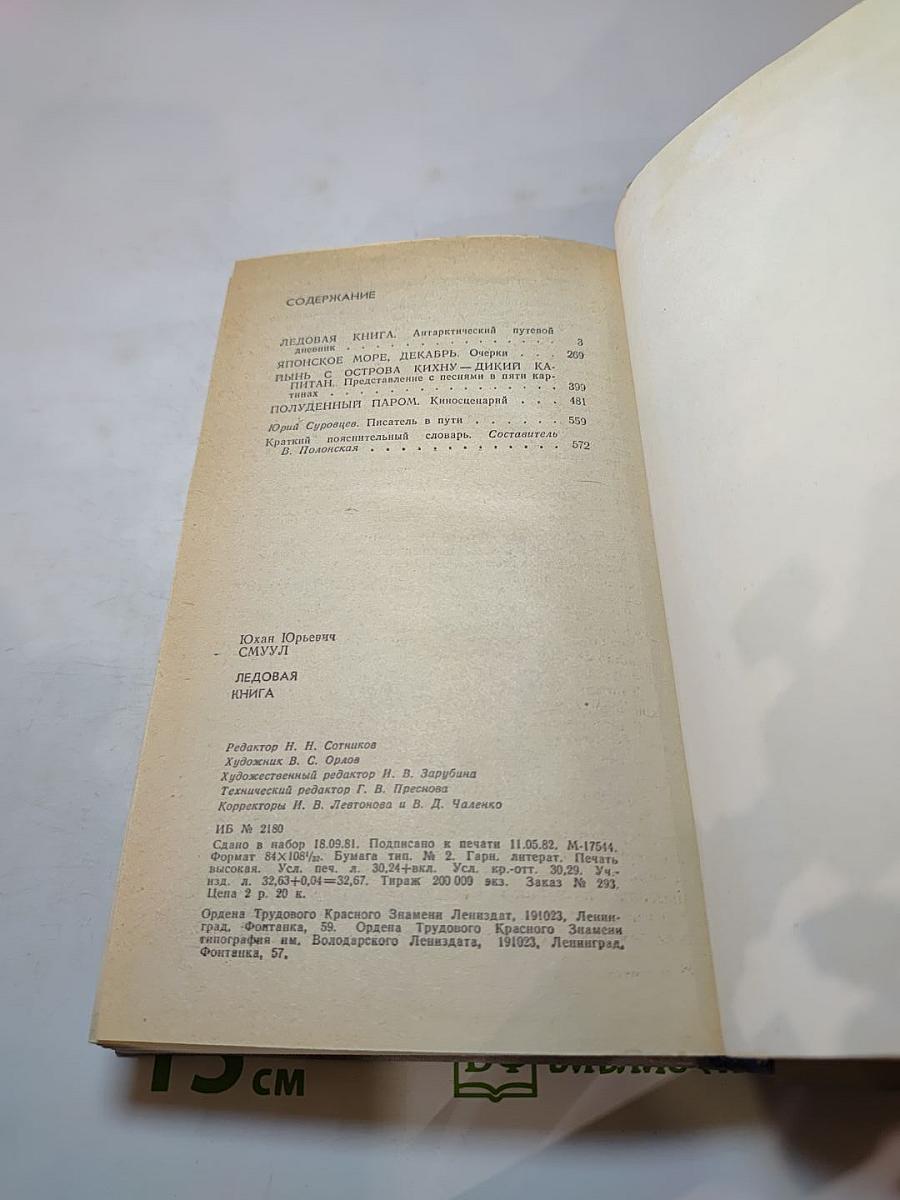 СОДЕРЖАНИЕ
ЛЕДОВАЯ КНИГА. Антарктический путевой
дневник . . . . . . . . . . . . . . 3
ЯПОНСКОЕ МОРЕ, ДЕКАБРЬ. Очерки . . . 269
ЙЫНЬ С ОСТРОВА КИХНУ — ДИКИЙ КА-
ПИТАН. Представление с песнями в пяти кар-
тинах . . . . . . . . . . . . . . 399
ПОЛУДЕННЫЙ ПАРОМ. Киносценарий . . . 481
Юрий Суровцев. Писатель в пути . . . . . . 559
Краткий пояснительный словарь. Составитель
В. Полонская . . . . . . . . . . . . . 572
Юхан Юрьевич
СМУУЛ
ЛЕДОВАЯ
КНИГА
Редактор Н. Н. Сотников
Художник В. С. Орлов
Художественный редактор И. В. Зарубина
Технический редактор Г. В. Преснова
Корректоры И. В. Левтонова и В. Д. Чаленко
ИБ № 2180
Сдано в набор 18.09.81. Подписано к печати 11.05.82. М-17544.
Формат 84×108¹/₃₂. Бумага тип. № 2. Гарн. литерат. Печать
высокая. Усл. печ. л. 30,24+вкл. Усл. кр.-отт. 30,29. Уч.-
изд. л. 32,63+0,04=32,67. Тираж 200 000 экз. Заказ № 293.
Цена 2 р. 20 к.
Ордена Трудового Красного Знамени Лениздат, 191023, Ленин-
град, Фонтанка, 59. Ордена Трудового Красного Знамени
типография им. Володарского Лениздата, 191023, Ленинград,
Фонтанка, 57.
15 см